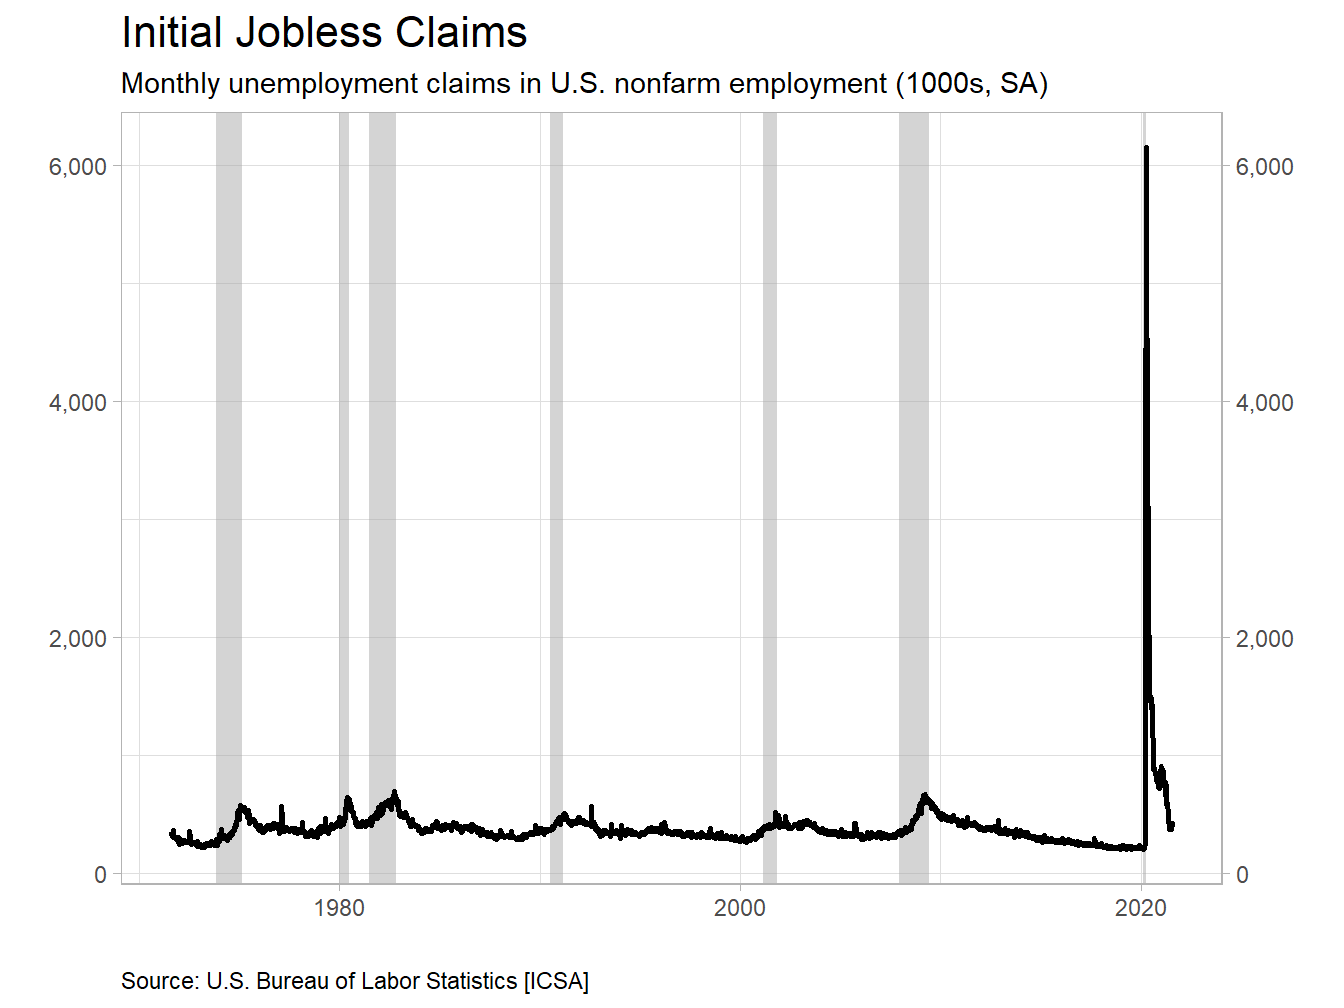 Initial Jobless Claims
Monthly unemployment claims in U.S. nonfarm employment (1000s, SA)
6,000 6,000
4,000 4,000
2,000 2,000
0 0
1980 2000 2020
Source: U.S. Bureau of Labor Statistics [ICSA]